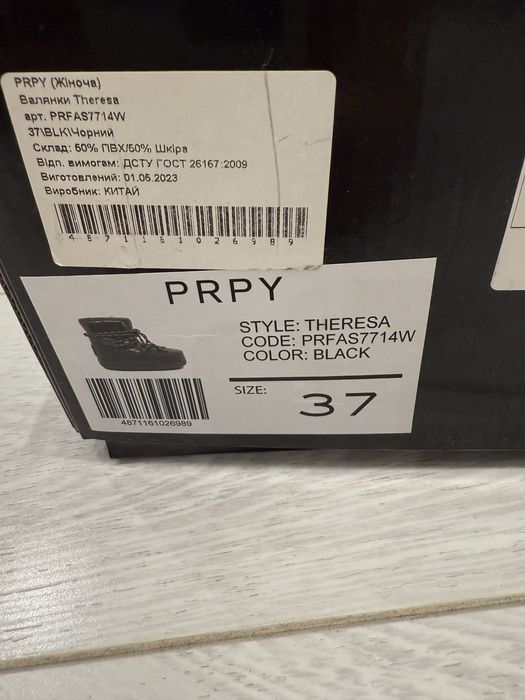 PRPY (Жіноча)
Валянки Theresa
арт. PRFAS7714W
37\BLK\Чорний
Склад: 50% ПВХ/50% Шкіра
Відп. вимогам: ДСТУ ГОСТ 26167:2009
Виготовлений: 01.05.2023
Виробник: КИТАЙ
4871161026989
PRPY
STYLE: THERESA
CODE: PRFAS7714W
COLOR: BLACK
SIZE: 37
4871161026989